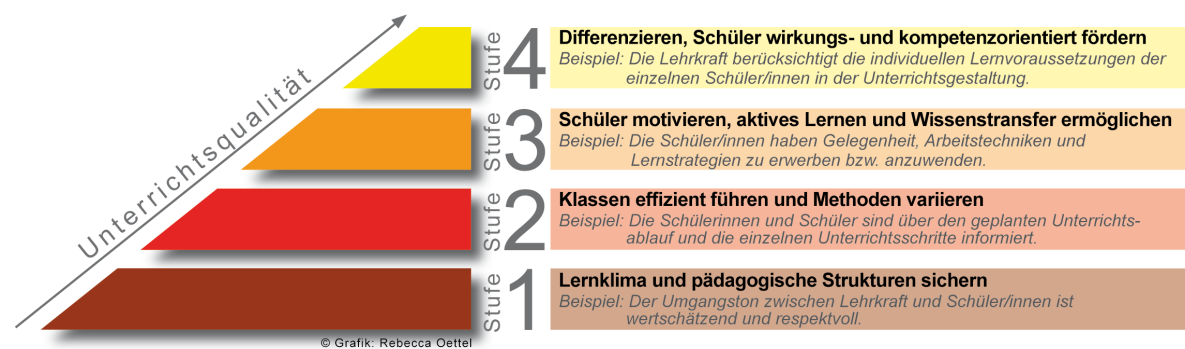 Unterrichtsqualität
Stufe 4
Differenzieren, Schüler wirkungs- und kompetenzorientiert fördern
Beispiel: Die Lehrkraft berücksichtigt die individuellen Lernvoraussetzungen der
einzelnen Schüler/innen in der Unterrichtsgestaltung.
Stufe 3
Schüler motivieren, aktives Lernen und Wissenstransfer ermöglichen
Beispiel: Die Schüler/innen haben Gelegenheit, Arbeitstechniken und
Lernstrategien zu erwerben bzw. anzuwenden.
Stufe 2
Klassen effizient führen und Methoden variieren
Beispiel: Die Schülerinnen und Schüler sind über den geplanten Unterrichts-
ablauf und die einzelnen Unterrichtsschritte informiert.
Stufe 1
Lernklima und pädagogische Strukturen sichern
Beispiel: Der Umgangston zwischen Lehrkraft und Schüler/innen ist
wertschätzend und respektvoll.
© Grafik: Rebecca Oettel